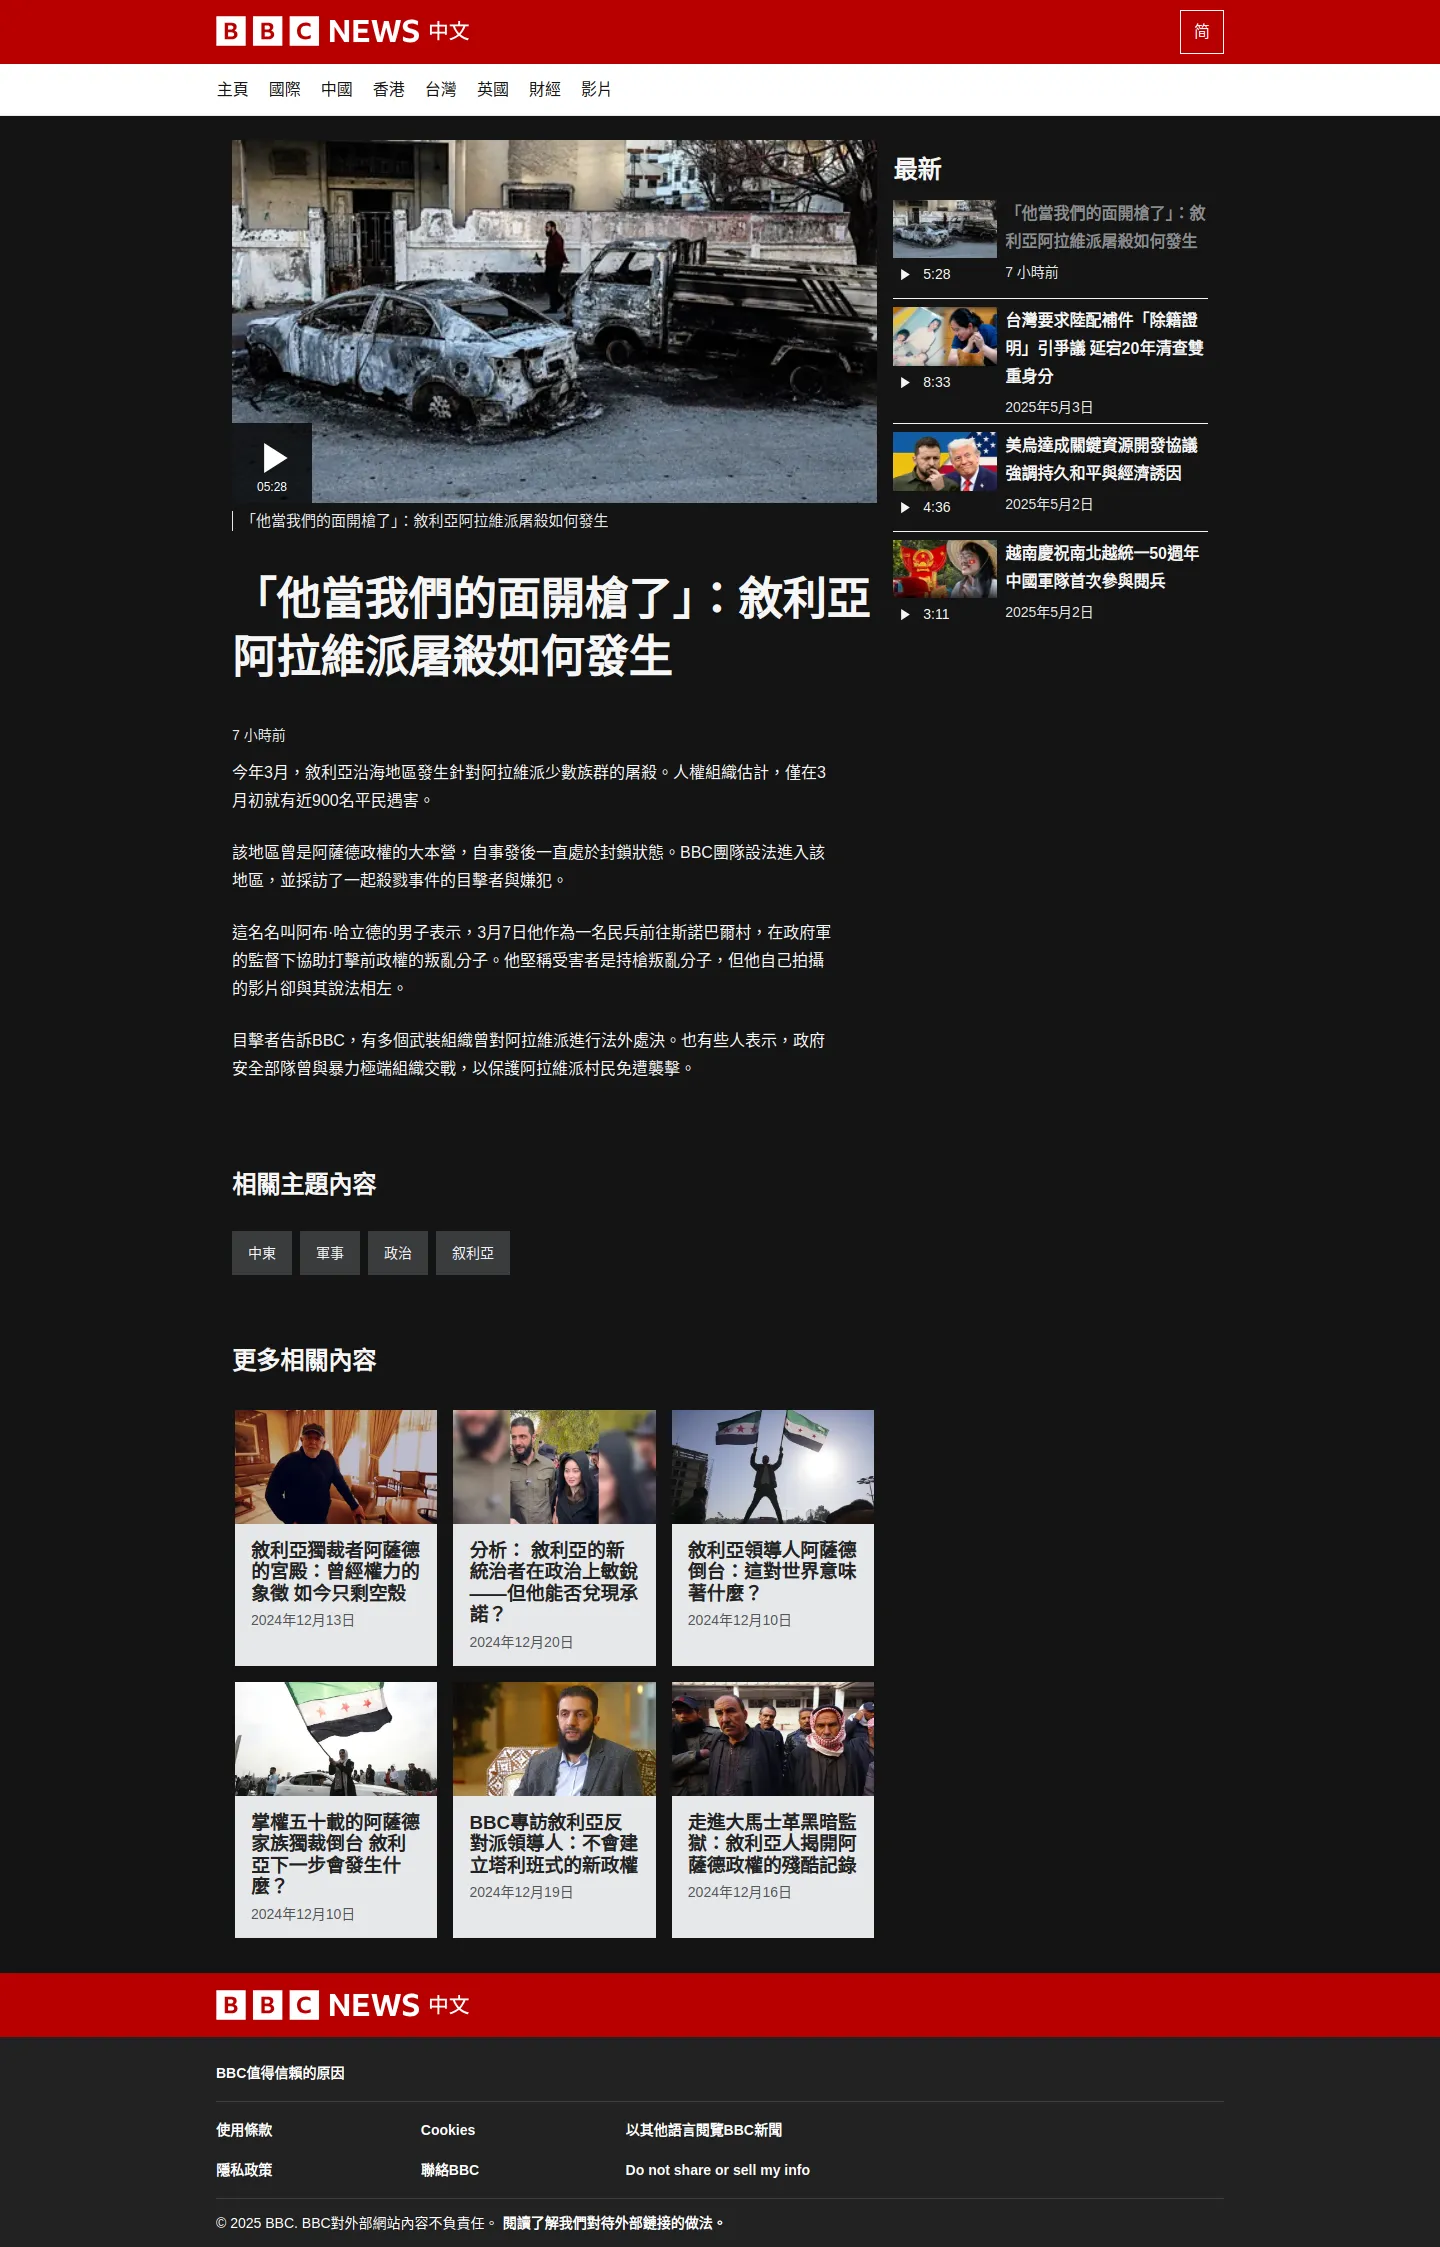 BBC NEWS 中文
简
主頁 國際 中國 香港 台灣 英國 財經 影片
05:28
「他當我們的面開槍了」：敘利亞阿拉維派屠殺如何發生
「他當我們的面開槍了」：敘利亞
阿拉維派屠殺如何發生
7 小時前
今年3月，敘利亞沿海地區發生針對阿拉維派少數族群的屠殺。人權組織估計，僅在3
月初就有近900名平民遇害。
該地區曾是阿薩德政權的大本營，自事發後一直處於封鎖狀態。BBC團隊設法進入該
地區，並採訪了一起殺戮事件的目擊者與嫌犯。
這名名叫阿布·哈立德的男子表示，3月7日他作為一名民兵前往斯諾巴爾村，在政府軍
的監督下協助打擊前政權的叛亂分子。他堅稱受害者是持槍叛亂分子，但他自己拍攝
的影片卻與其說法相左。
目擊者告訴BBC，有多個武裝組織曾對阿拉維派進行法外處決。也有些人表示，政府
安全部隊曾與暴力極端組織交戰，以保護阿拉維派村民免遭襲擊。
最新
「他當我們的面開槍了」：敘
利亞阿拉維派屠殺如何發生
5:28
7 小時前
台灣要求陸配補件「除籍證
明」引爭議 延宕20年清查雙
重身分
8:33
2025年5月3日
美烏達成關鍵資源開發協議
強調持久和平與經濟誘因
4:36
2025年5月2日
越南慶祝南北越統一50週年
中國軍隊首次參與閱兵
3:11
2025年5月2日
相關主題內容
中東 軍事 政治 叙利亞
更多相關內容
敘利亞獨裁者阿薩德
的宮殿：曾經權力的
象徵 如今只剩空殼
2024年12月13日
分析： 敘利亞的新
統治者在政治上敏銳
——但他能否兌現承
諾？
2024年12月20日
敘利亞領導人阿薩德
倒台：這對世界意味
著什麼？
2024年12月10日
掌權五十載的阿薩德
家族獨裁倒台 敘利
亞下一步會發生什
麼？
2024年12月10日
BBC專訪敘利亞反
對派領導人：不會建
立塔利班式的新政權
2024年12月19日
走進大馬士革黑暗監
獄：敘利亞人揭開阿
薩德政權的殘酷記錄
2024年12月16日
BBC NEWS 中文
BBC值得信賴的原因
使用條款 Cookies 以其他語言閱覽BBC新聞
隱私政策 聯絡BBC Do not share or sell my info
© 2025 BBC. BBC對外部網站內容不負責任。 閱讀了解我們對待外部鏈接的做法。